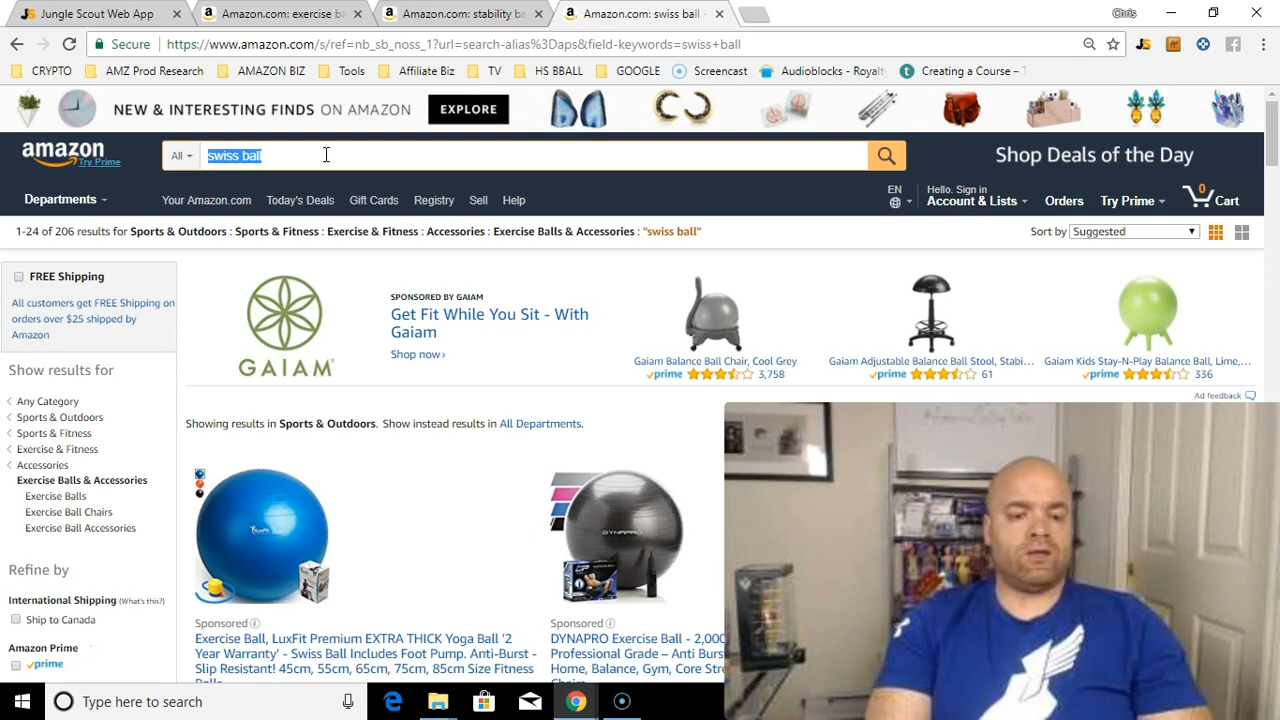 Jungle Scout Web App
Amazon.com: exercise b
Amazon.com: stability ba
Amazon.com: swiss ball -
Chris
Secure
https://www.amazon.com/s/ref=nb_sb_noss_1?url=search-alias%3Daps&field-keywords=swiss+ball
CRYPTO
AMZ Prod Research
AMAZON BIZ
Tools
Affiliate Biz
TV
HS BBALL
GOOGLE
Screencast
Audioblocks - Royalt
Creating a Course – T
NEW & INTERESTING FINDS ON AMAZON
EXPLORE
amazon
Try Prime
All
swiss ball
Shop Deals of the Day
Departments
Your Amazon.com
Today's Deals
Gift Cards
Registry
Sell
Help
EN
Hello. Sign in
Account & Lists
Orders
Try Prime
0
Cart
1-24 of 206 results for Sports & Outdoors : Sports & Fitness : Exercise & Fitness : Accessories : Exercise Balls & Accessories : "swiss ball"
Sort by
Suggested
FREE Shipping
All customers get FREE Shipping on
orders over $25 shipped by
Amazon
Show results for
Any Category
Sports & Outdoors
Sports & Fitness
Exercise & Fitness
Accessories
Exercise Balls & Accessories
Exercise Balls
Exercise Ball Chairs
Exercise Ball Accessories
Refine by
International Shipping (What's this?)
Ship to Canada
Amazon Prime
prime
GAIAM
SPONSORED BY GAIAM
Get Fit While You Sit - With
Gaiam
Shop now ›
Gaiam Balance Ball Chair, Cool Grey
prime
3,758
Gaiam Adjustable Balance Ball Stool, Stabi...
prime
61
Gaiam Kids Stay-N-Play Balance Ball, Lime,...
prime
336
Ad feedback
Showing results in Sports & Outdoors. Show instead results in All Departments.
DYNAPRO
Sponsored
Exercise Ball, LuxFit Premium EXTRA THICK Yoga Ball '2
Year Warranty' - Swiss Ball Includes Foot Pump. Anti-Burst -
Slip Resistant! 45cm, 55cm, 65cm, 75cm, 85cm Size Fitness
Balls
Sponsored
DYNAPRO Exercise Ball - 2,000
Professional Grade – Anti Burs
Home, Balance, Gym, Core Stre
Type here to search